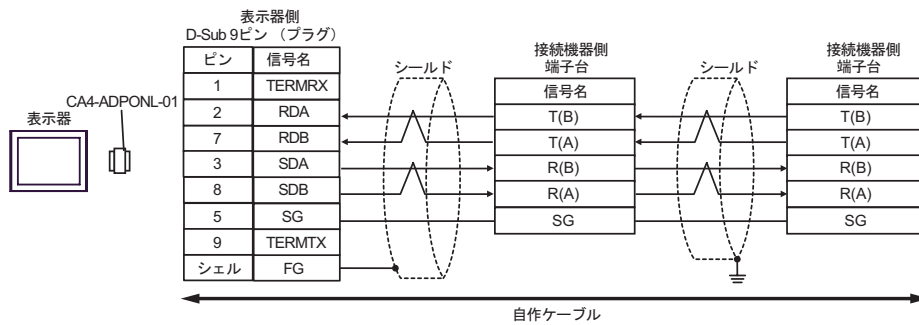 表示器側
D-Sub 9ピン （プラグ）
ピン 信号名
1 TERMRX
2 RDA
7 RDB
3 SDA
8 SDB
5 SG
9 TERMTX
シェル FG
CA4-ADPONL-01
表示器
シールド
接続機器側
端子台
信号名
T(B)
T(A)
R(B)
R(A)
SG
シールド
接続機器側
端子台
信号名
T(B)
T(A)
R(B)
R(A)
SG
自作ケーブル